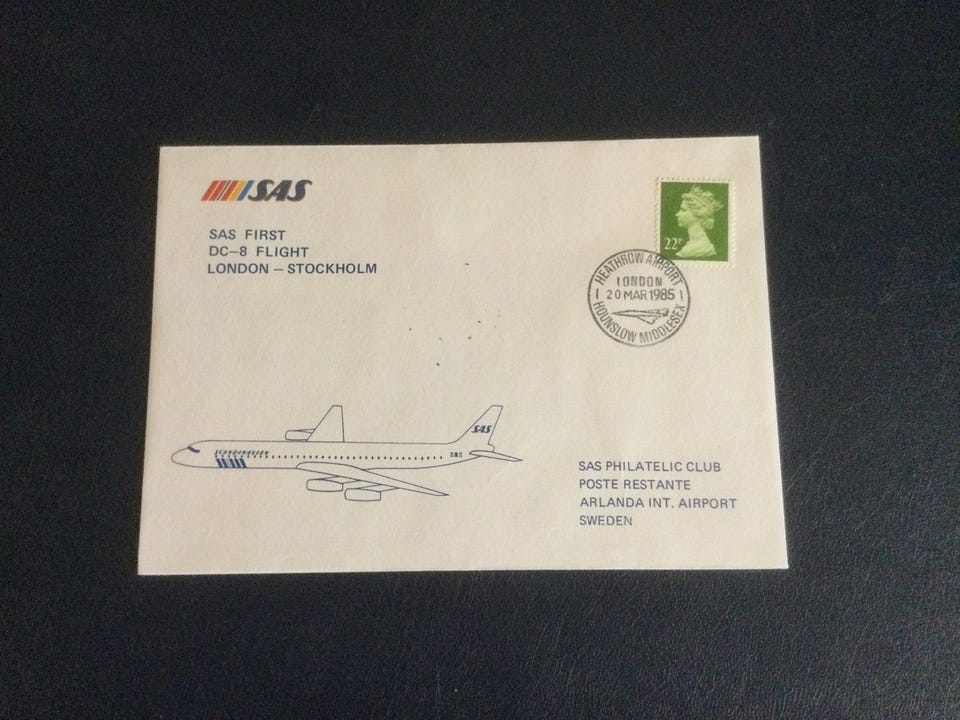 SAS
SAS FIRST
DC-8 FLIGHT
LONDON - STOCKHOLM
22P
HEATHROW AIRPORT
LONDON
20 MAR 1985
HOUNSLOW MIDDLESEX
SCANDINAVIAN
SAS
SAS PHILATELIC CLUB
POSTE RESTANTE
ARLANDA INT. AIRPORT
SWEDEN